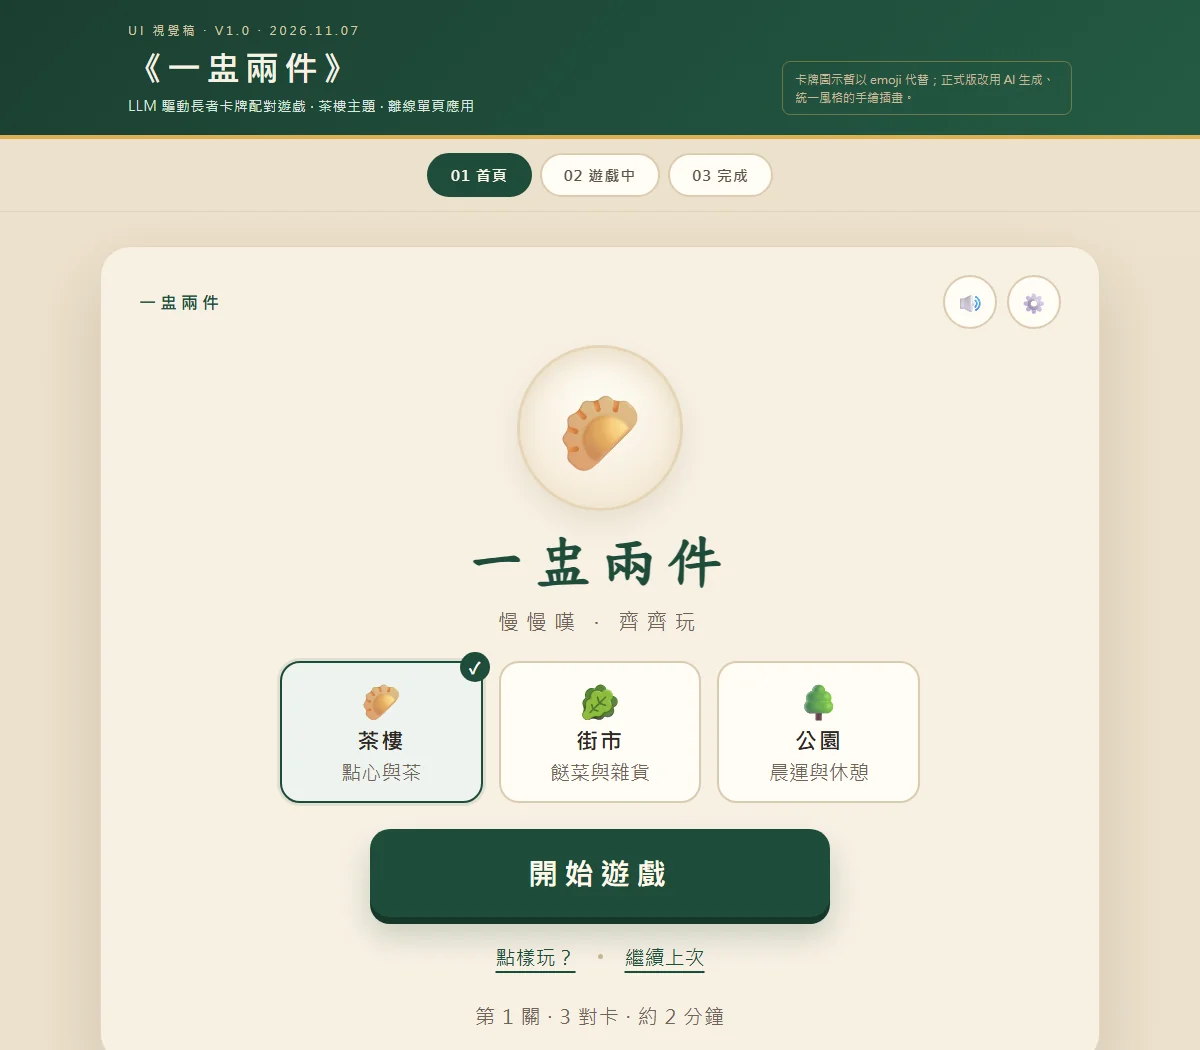 UI 視覺稿 · V1.0 · 2026.11.07
《一盅兩件》
LLM 驅動長者卡牌配對遊戲 · 茶樓主題 · 離線單頁應用
卡牌圖示暫以 emoji 代替；正式版改用 AI 生成、
統一風格的手繪插畫。
01 首頁
02 遊戲中
03 完成
一盅兩件
一盅兩件
慢慢嘆 · 齊齊玩
茶樓
點心與茶
街市
餸菜與雜貨
公園
晨運與休憩
開始遊戲
點樣玩？ • 繼續上次
第 1 關 · 3 對卡 · 約 2 分鐘